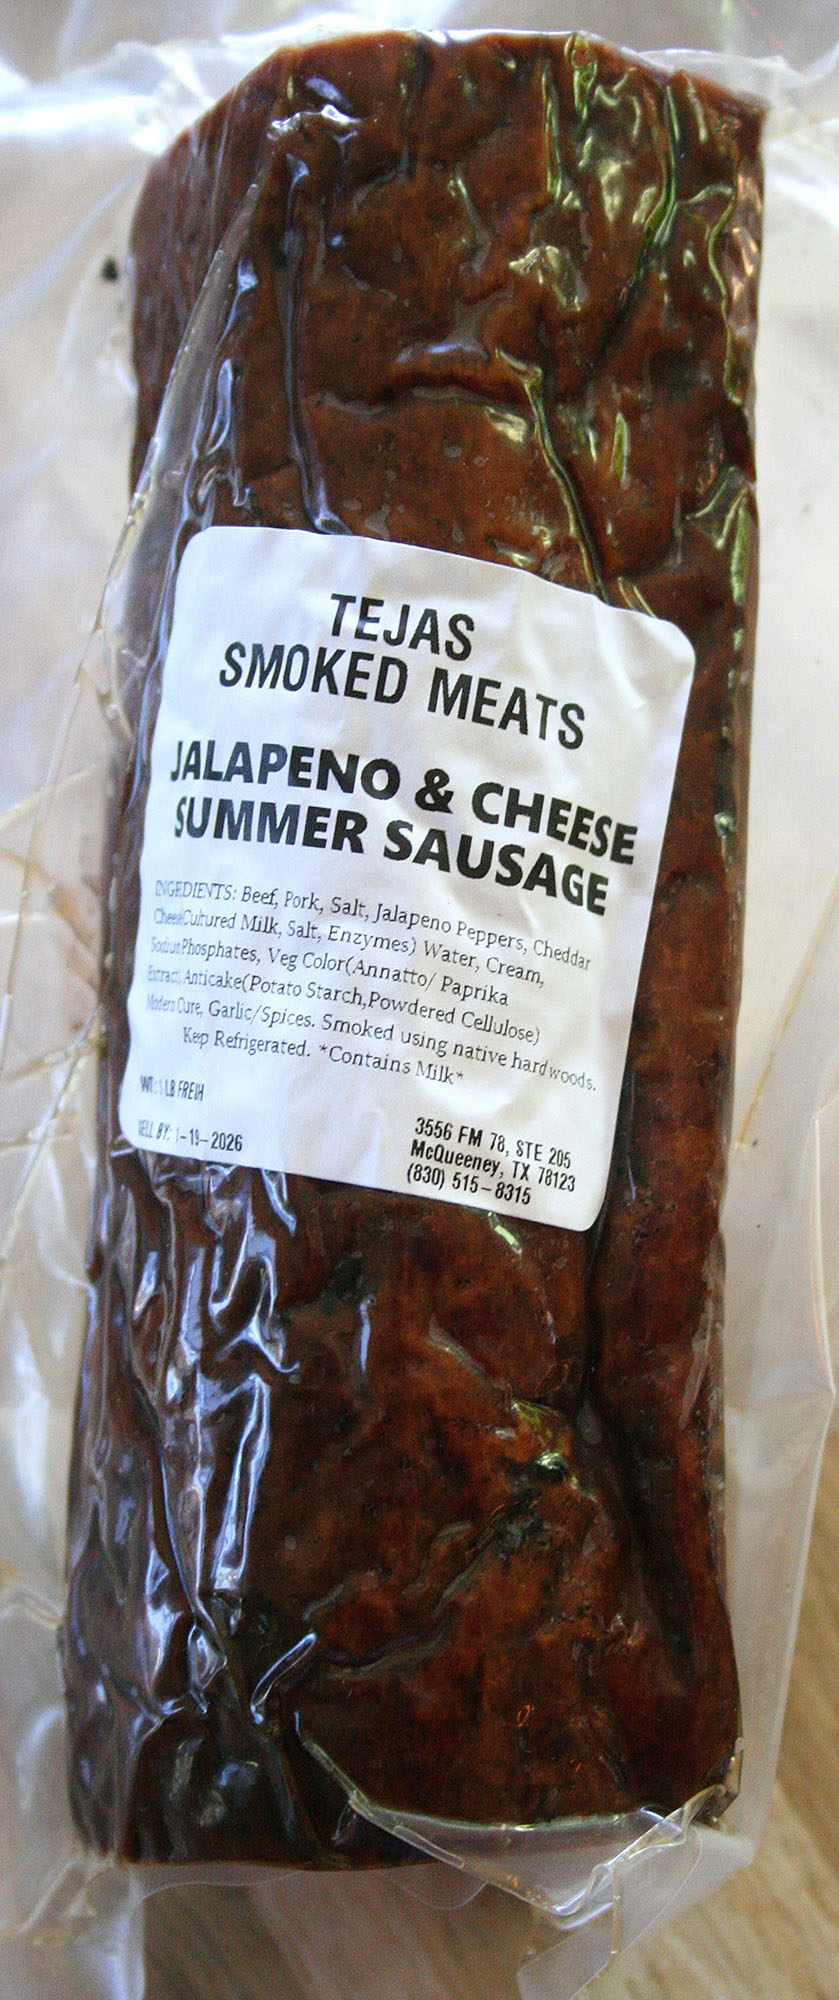 TEJAS
SMOKED MEATS
JALAPENO & CHEESE
SUMMER SAUSAGE
INGREDIENTS: Beef, Pork, Salt, Jalapeno Peppers, Cheddar
Cheese(Cultured Milk, Salt, Enzymes) Water, Cream,
Sodium Phosphates, Veg Color(Annatto/ Paprika
Extract, Anticake(Potato Starch,Powdered Cellulose)
Modern Cure, Garlic/Spices. Smoked using native hardwoods.
Keep Refrigerated. *Contains Milk*
WT: 1 LB FRESH
SELL BY: 1-19-2026
3556 FM 78, STE 205
McQueeney, TX 78123
(830) 515-8315